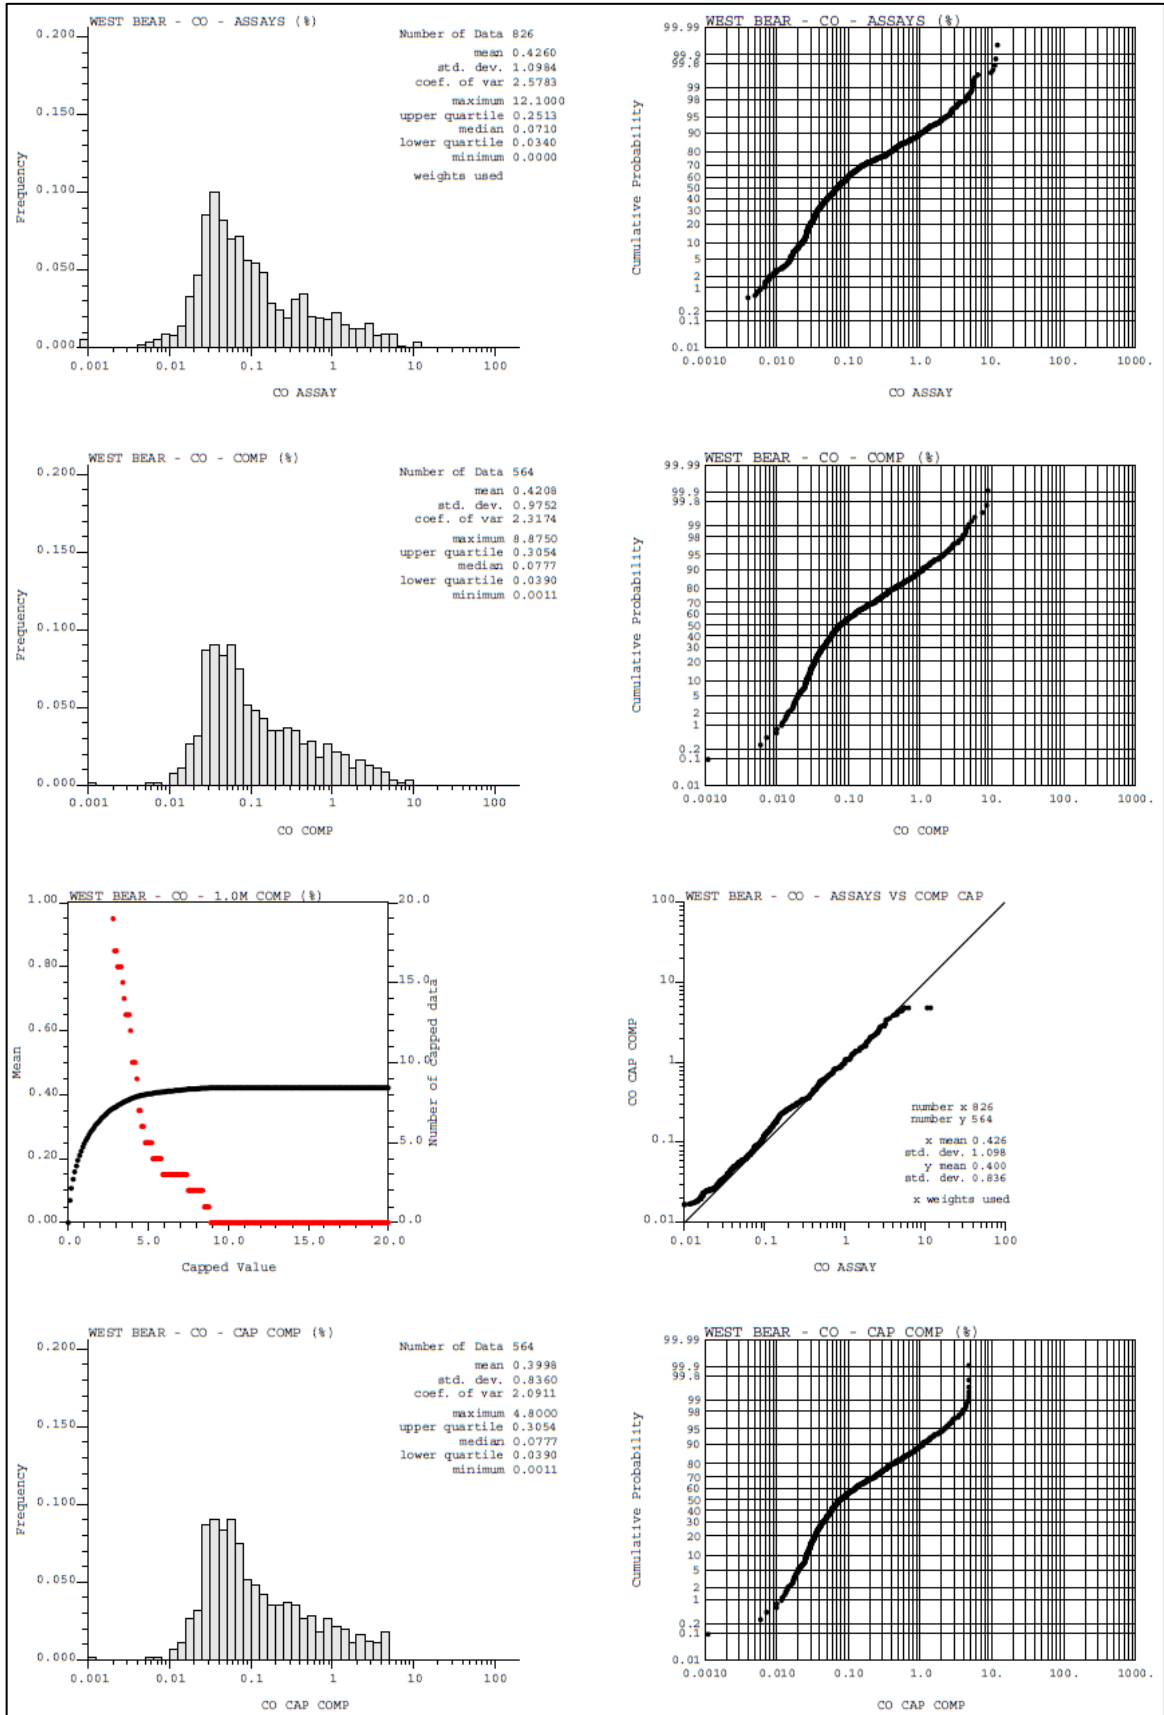 WEST BEAR - CO - ASSAYS (%)
Number of Data 826
mean 0.4260
std. dev. 1.0984
coef. of var 2.5783
maximum 12.1000
upper quartile 0.2513
median 0.0710
lower quartile 0.0340
minimum 0.0000
weights used
Frequency
0.200
0.150
0.100
0.050
0.000
0.001 0.01 0.1 1 10 100
CO ASSAY
WEST BEAR - CO - ASSAYS (%)
Cumulative Probability
99.99
99.9
99.8
99
98
95
90
80
70
60
50
40
30
20
10
5
2
1
0.2
0.1
0.01
0.0010 0.010 0.10 1.0 10. 100. 1000.
CO ASSAY
WEST BEAR - CO - COMP (%)
Number of Data 564
mean 0.4208
std. dev. 0.9752
coef. of var 2.3174
maximum 8.8750
upper quartile 0.3054
median 0.0777
lower quartile 0.0390
minimum 0.0011
Frequency
0.200
0.150
0.100
0.050
0.000
0.001 0.01 0.1 1 10 100
CO COMP
WEST BEAR - CO - COMP (%)
Cumulative Probability
99.99
99.9
99.8
99
98
95
90
80
70
60
50
40
30
20
10
5
2
1
0.2
0.1
0.01
0.0010 0.010 0.10 1.0 10. 100. 1000.
CO COMP
WEST BEAR - CO - 1.0M COMP (%)
Mean
1.00
0.80
0.60
0.40
0.20
0.00
20.0
15.0
10.0
5.0
0.0
Number of Capped data
0.0 5.0 10.0 15.0 20.0
Capped Value
WEST BEAR - CO - ASSAYS VS COMP CAP
CO CAP COMP
100
10
1
0.1
0.01
number x 826
number y 564
x mean 0.426
std. dev. 1.098
y mean 0.400
std. dev. 0.836
x weights used
0.01 0.1 1 10 100
CO ASSAY
WEST BEAR - CO - CAP COMP (%)
Number of Data 564
mean 0.3998
std. dev. 0.8360
coef. of var 2.0911
maximum 4.8000
upper quartile 0.3054
median 0.0777
lower quartile 0.0390
minimum 0.0011
Frequency
0.200
0.150
0.100
0.050
0.000
0.001 0.01 0.1 1 10 100
CO CAP COMP
WEST BEAR - CO - CAP COMP (%)
Cumulative Probability
99.99
99.9
99.8
99
98
95
90
80
70
60
50
40
30
20
10
5
2
1
0.2
0.1
0.01
0.0010 0.010 0.10 1.0 10. 100. 1000.
CO CAP COMP